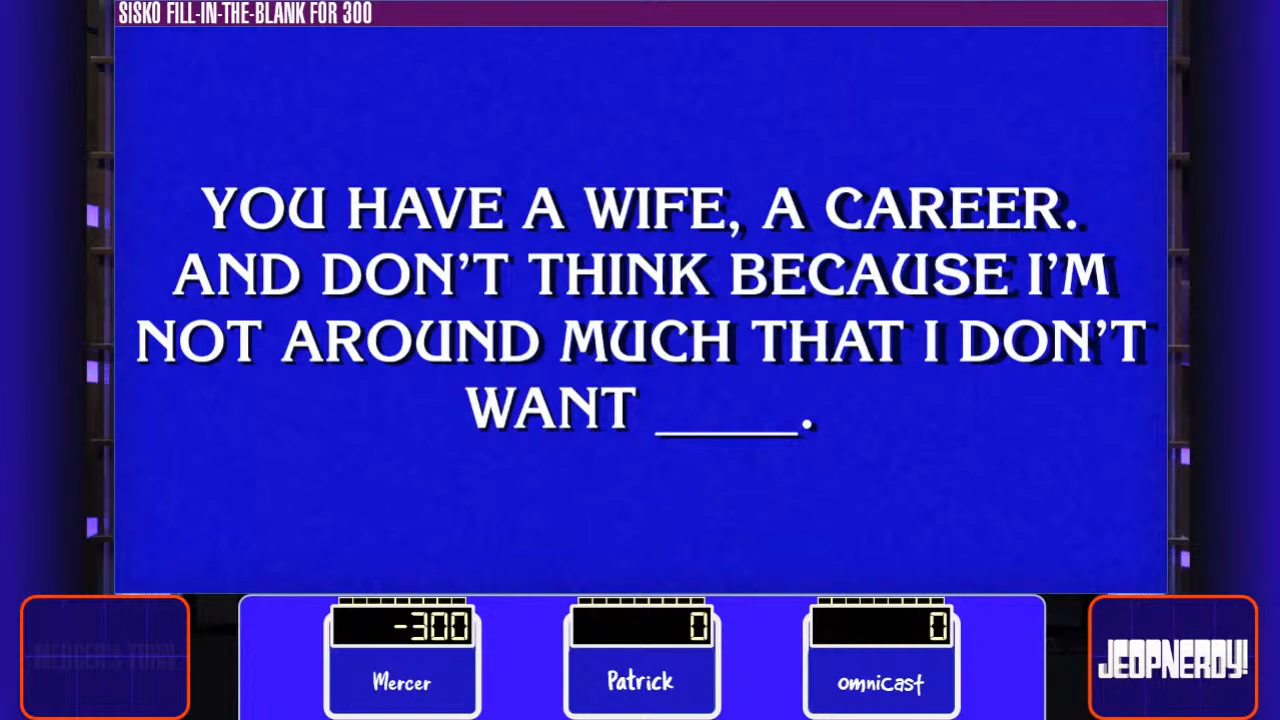 SISKO FILL-IN-THE-BLANK FOR 300
YOU HAVE A WIFE, A CAREER.
AND DON'T THINK BECAUSE I'M
NOT AROUND MUCH THAT I DON'T
WANT _____.
-300
0
0
Mercer
Patrick
omnicast
JEOPNERDY!